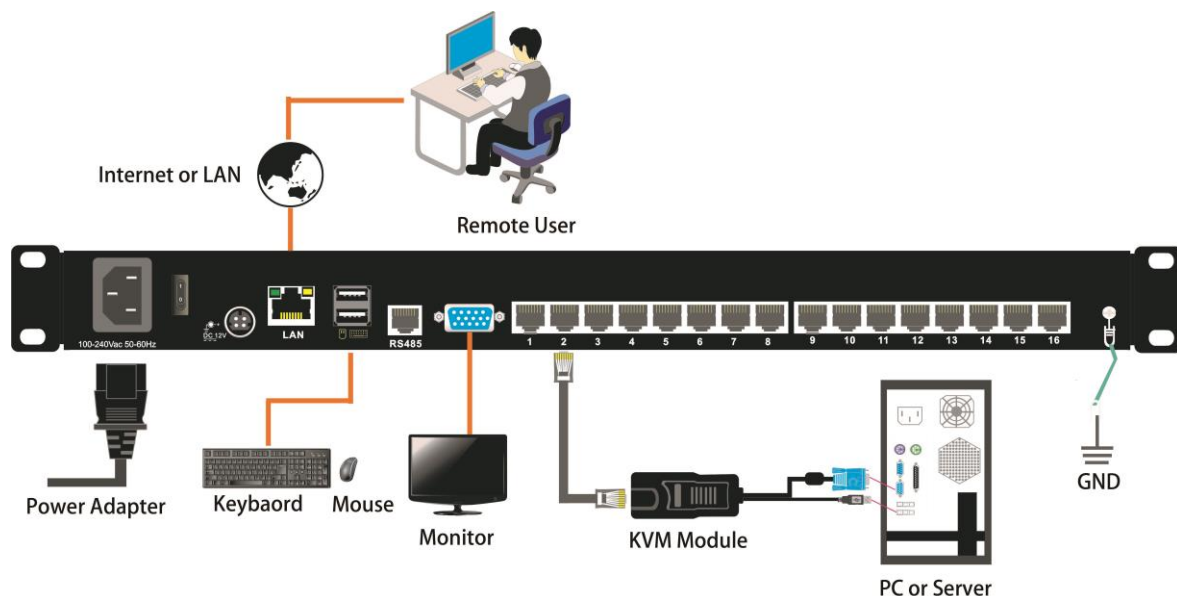 Internet or LAN
Remote User
1
0
DC 12V
LAN
RS485
100-240Vac 50-60Hz
1 2 3 4 5 6 7 8 9 10 11 12 13 14 15 16
Power Adapter
Keybaord
Mouse
Monitor
KVM Module
PC or Server
GND